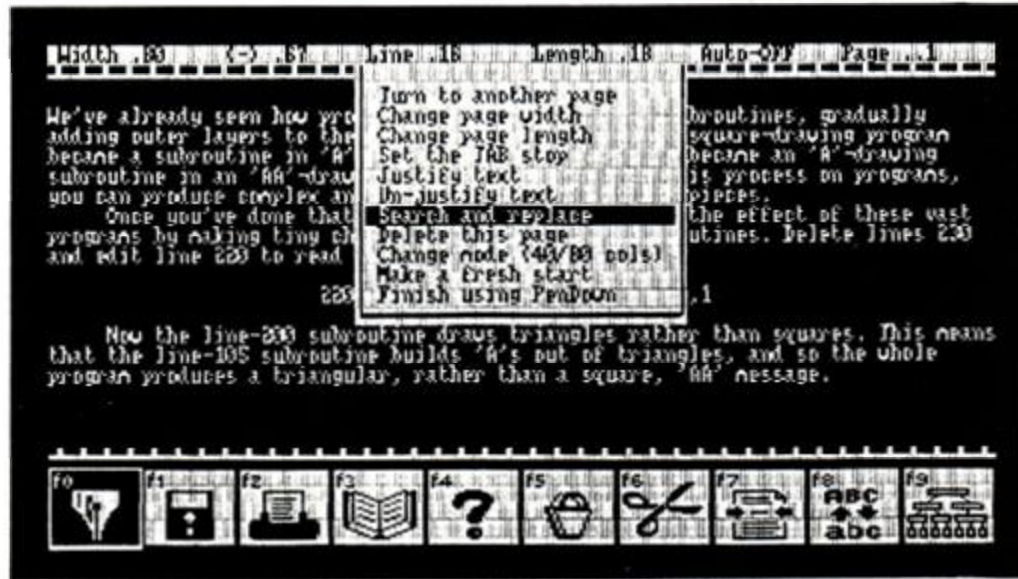 Width .80 (-) .67 Line .18 Length .18 Auto-OFF Page ..1
Turn to another page
Change page width
Change page length
Set the TAB stop
Justify text
Un-justify text
Search and replace
Delete this page
Change mode (40/80 cols)
Make a fresh start
Finish using PenDown
We've already seen how pro broutines, gradually
adding outer layers to the square-drawing program
became a subroutine in 'A' became an 'A'-drawing
subroutine in an 'AA'-draw is process on programs,
you can produce complex an pieces.
Once you've done that the effect of these vast
programs by making tiny ch utines. Delete lines 230
and edit line 220 to read
220 .1
Now the line-200 subroutine draws triangles rather than squares. This means
that the line-105 subroutine builds 'A's out of triangles, and so the whole
program produces a triangular, rather than a square, 'AA' message.
f0 f1 f2 f3 f4 f5 f6 f7 f8 f9
?
ABC
abc